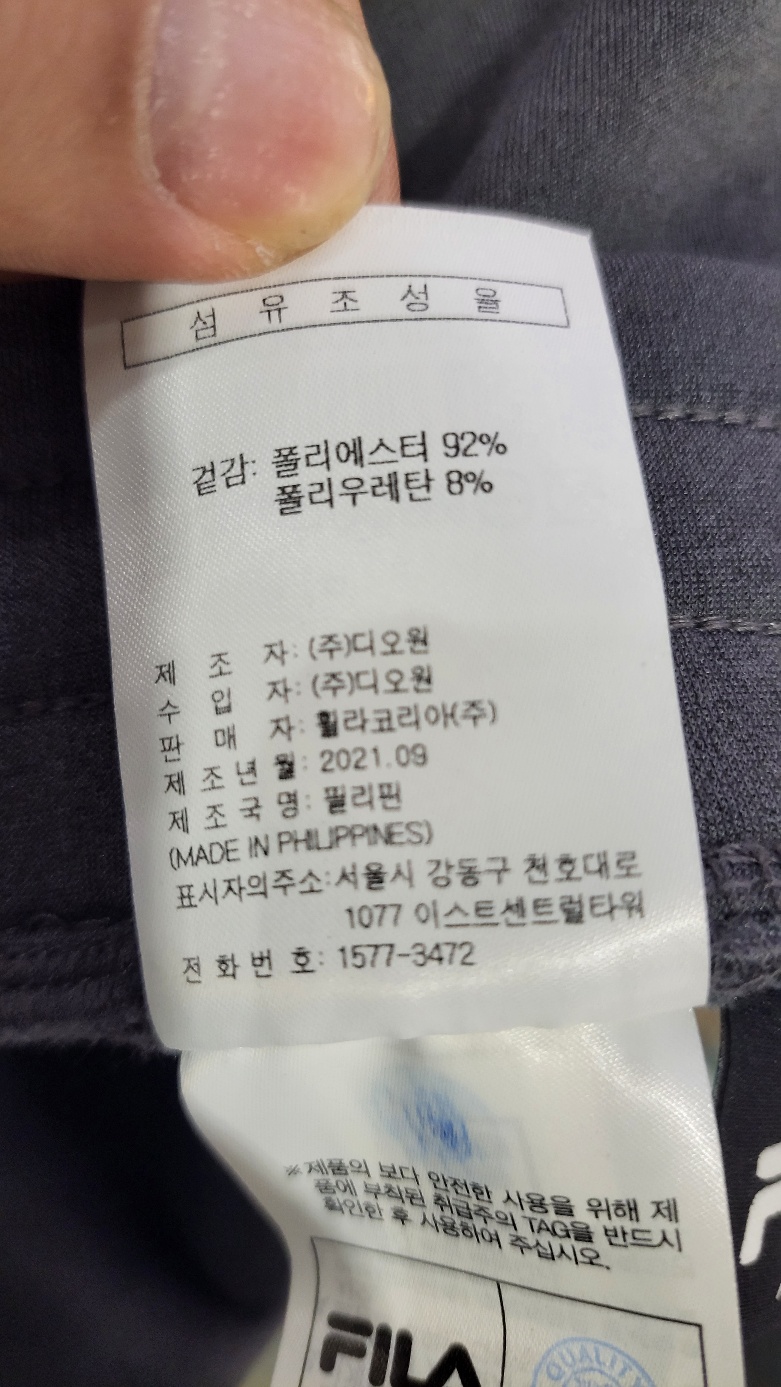 섬 유 조 성 율
겉감: 폴리에스터 92%
폴리우레탄 8%
제 조 자: (주)디오원
수 입 자: (주)디오원
판 매 자: 휠라코리아(주)
제 조 년 월: 2021.09
제 조 국 명: 필리핀
(MADE IN PHILIPPINES)
표시자의주소:서울시 강동구 천호대로
1077 이스트센트럴타워
전 화 번 호: 1577-3472
※제품의 보다 안전한 사용을 위해 제
품에 부착된 취급주의 TAG을 반드시
확인한 후 사용하여 주십시오.
FILA
QUALITY